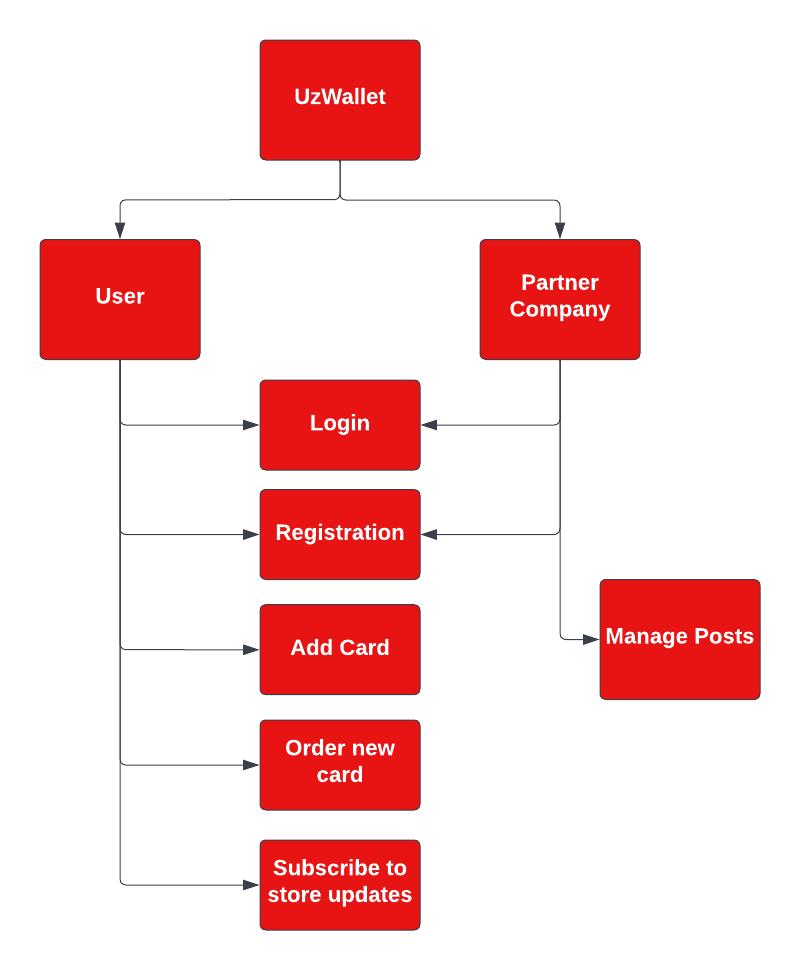 UzWallet
User
Partner
Company
Login
Registration
Add Card
Manage Posts
Order new
card
Subscribe to
store updates